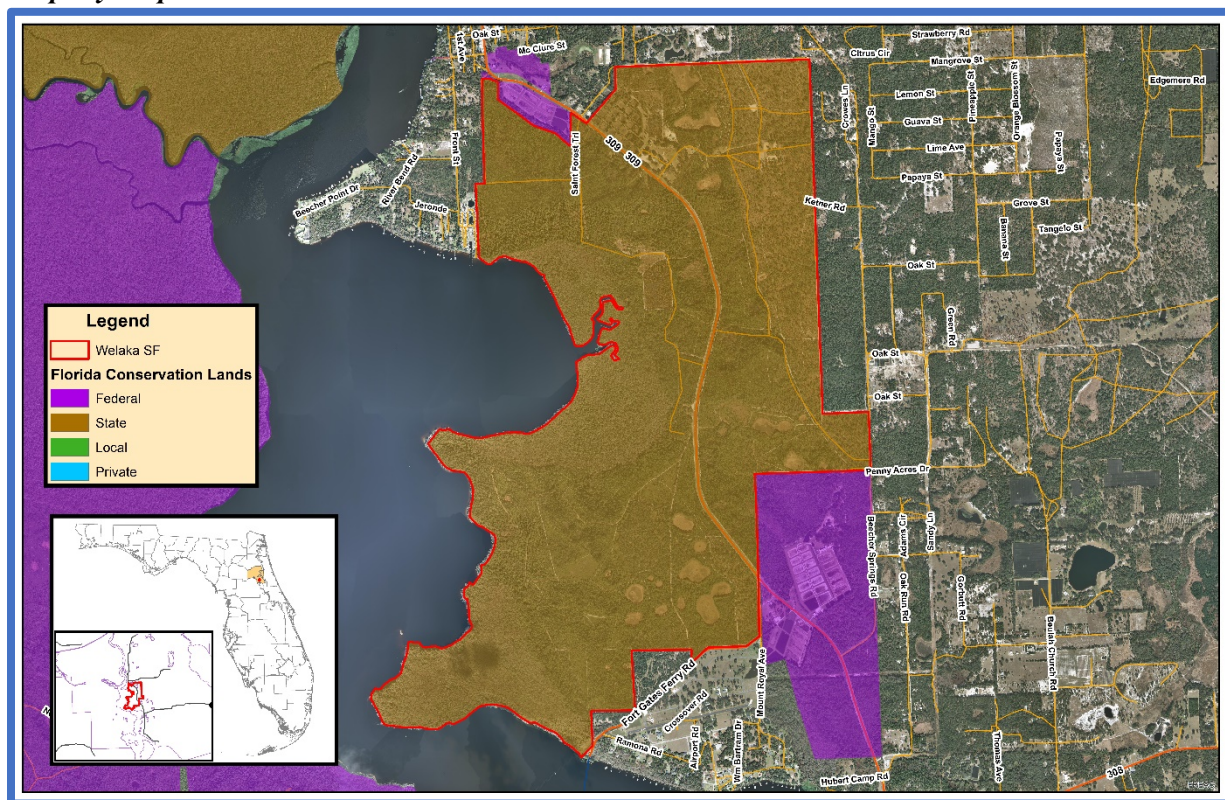 Oak St
1st Ave
Mc Clure St
Strawberry Rd
Citrus Cir
Mangrove St
Edgemere Rd
Pineapple St
Orange Blossom St
Lemon St
Crowes Ln
Mango St
Guava St
Lime Ave
Papaya St
309 309
Front St
River Bend Rd
Saint Forest Trl
Papaya St
Beecher Point Dr
Jeronde
Ketner Rd
Grove St
Banana St
Tangelo St
Oak St
Green Rd
Legend
Welaka SF
Florida Conservation Lands
Federal
State
Local
Private
Oak St
Oak St
Penny Acres Dr
Beecher Springs Rd
Adams Cir
Sandy Ln
Oak Run Rd
Gorbutt Rd
Beulah Church Rd
Fort Gates Ferry Rd
Mount Royal Ave
Crossover Rd
Ramona Rd
Airport Rd
Wm Bartram Dr
Thomas Ave
Hubert Camp Rd
308